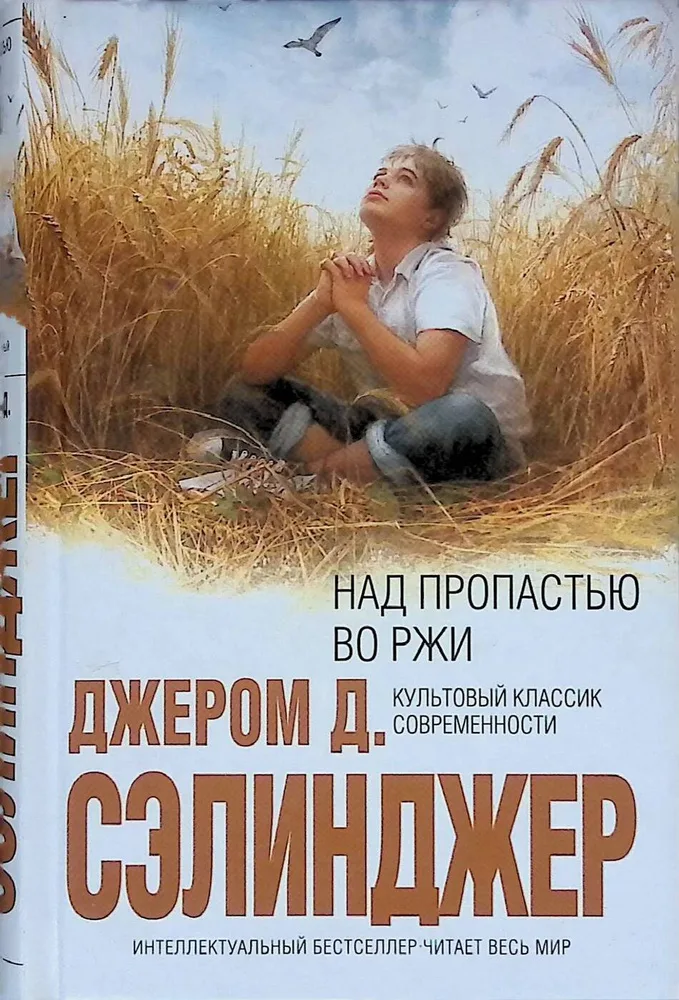 НАД ПРОПАСТЬЮ
ВО РЖИ
ДЖЕРОМ Д.
КУЛЬТОВЫЙ КЛАССИК
СОВРЕМЕННОСТИ
СЭЛИНДЖЕР
ИНТЕЛЛЕКТУАЛЬНЫЙ БЕСТСЕЛЛЕР·ЧИТАЕТ ВЕСЬ МИР